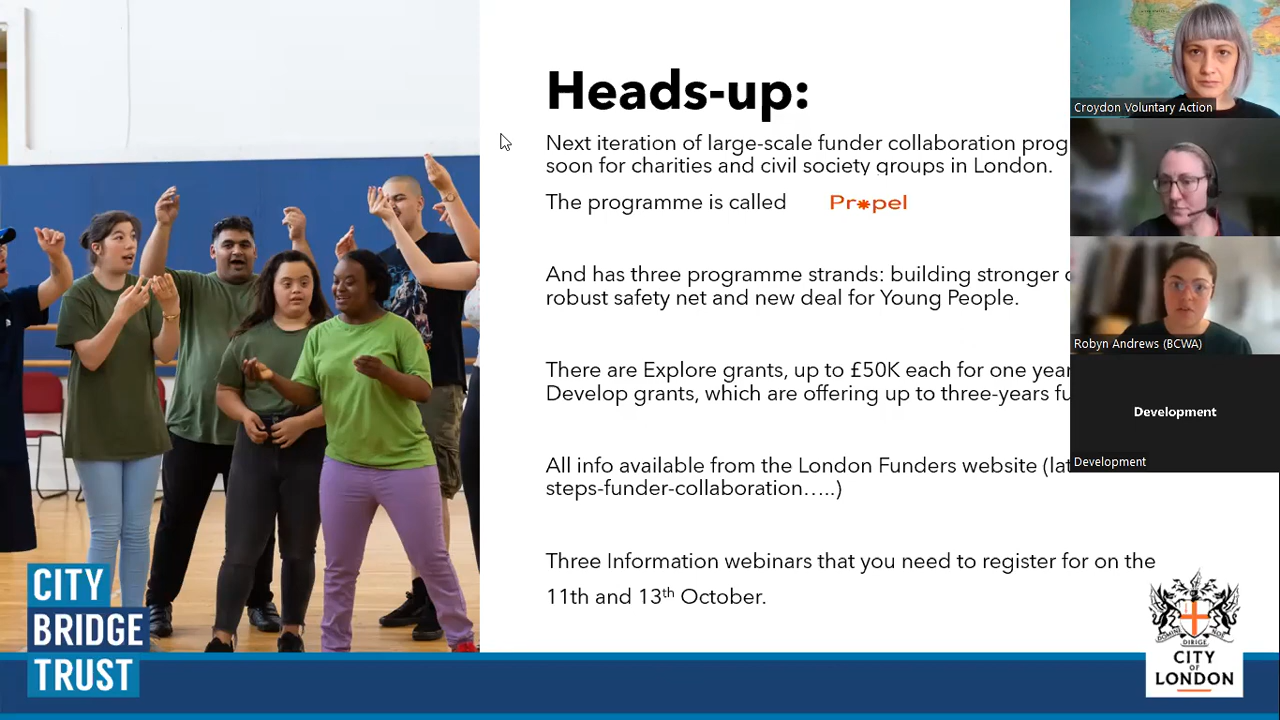 Heads-up:
Next iteration of large-scale funder collaboration prog
soon for charities and civil society groups in London.
The programme is called Propel
And has three programme strands: building stronger
robust safety net and new deal for Young People.
There are Explore grants, up to £50K each for one year
Develop grants, which are offering up to three-years fu
All info available from the London Funders website (lat
steps-funder-collaboration…..)
Three Information webinars that you need to register for on the
11th and 13th October.
CITY
BRIDGE
TRUST
DOMINE DIRIGE NOS
CITY
OF
LONDON
Croydon Voluntary Action
Robyn Andrews (BCWA)
Development
Development